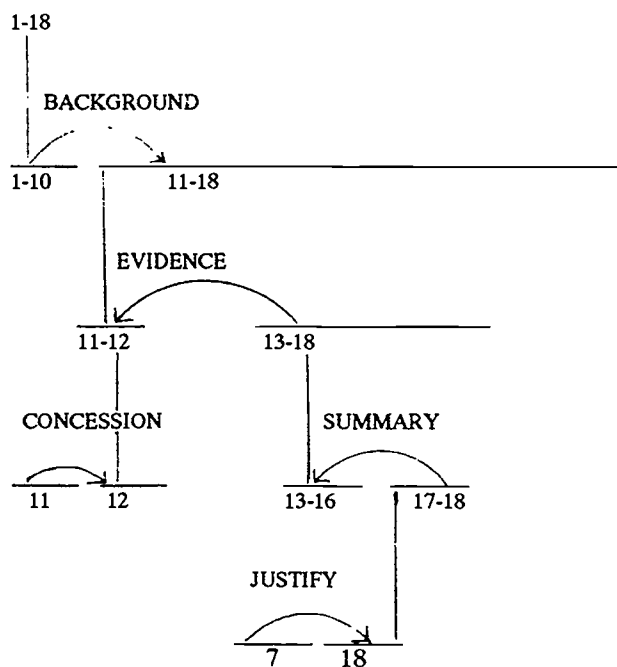 1-18
BACKGROUND
1-10 11-18
EVIDENCE
11-12 13-18
CONCESSION SUMMARY
11 12 13-16 17-18
JUSTIFY
7 18